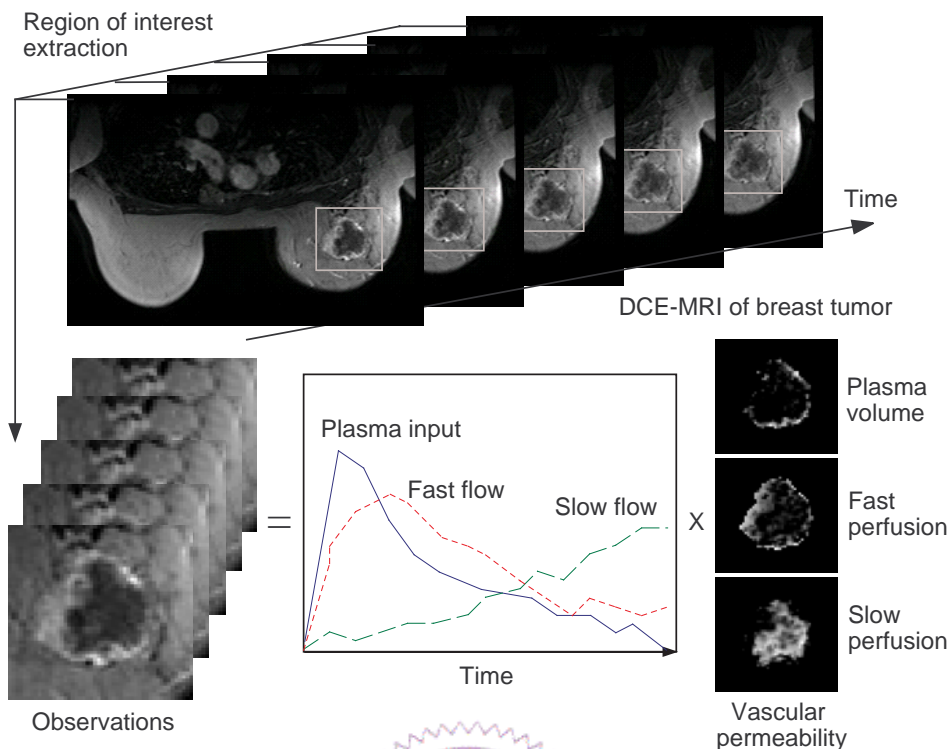 Region of interest
extraction
Time
DCE-MRI of breast tumor
Plasma input
Fast flow
Slow flow
=
X
Time
Observations
Plasma
volume
Fast
perfusion
Slow
perfusion
Vascular
permeability